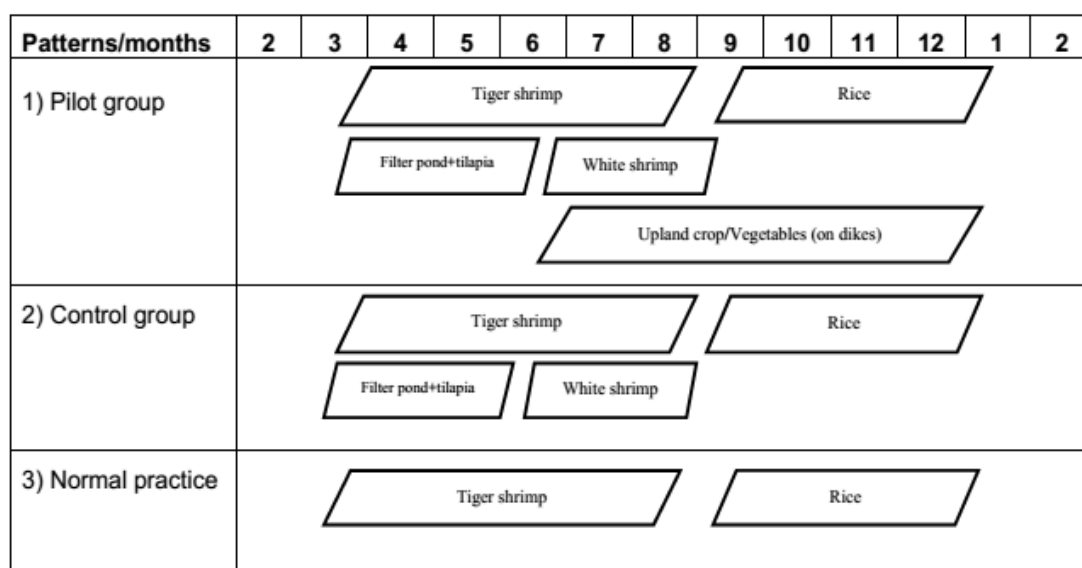 Patterns/months 2 3 4 5 6 7 8 9 10 11 12 1 2
1) Pilot group
Tiger shrimp
Rice
Filter pond+tilapia
White shrimp
Upland crop/Vegetables (on dikes)
2) Control group
Tiger shrimp
Rice
Filter pond+tilapia
White shrimp
3) Normal practice
Tiger shrimp
Rice